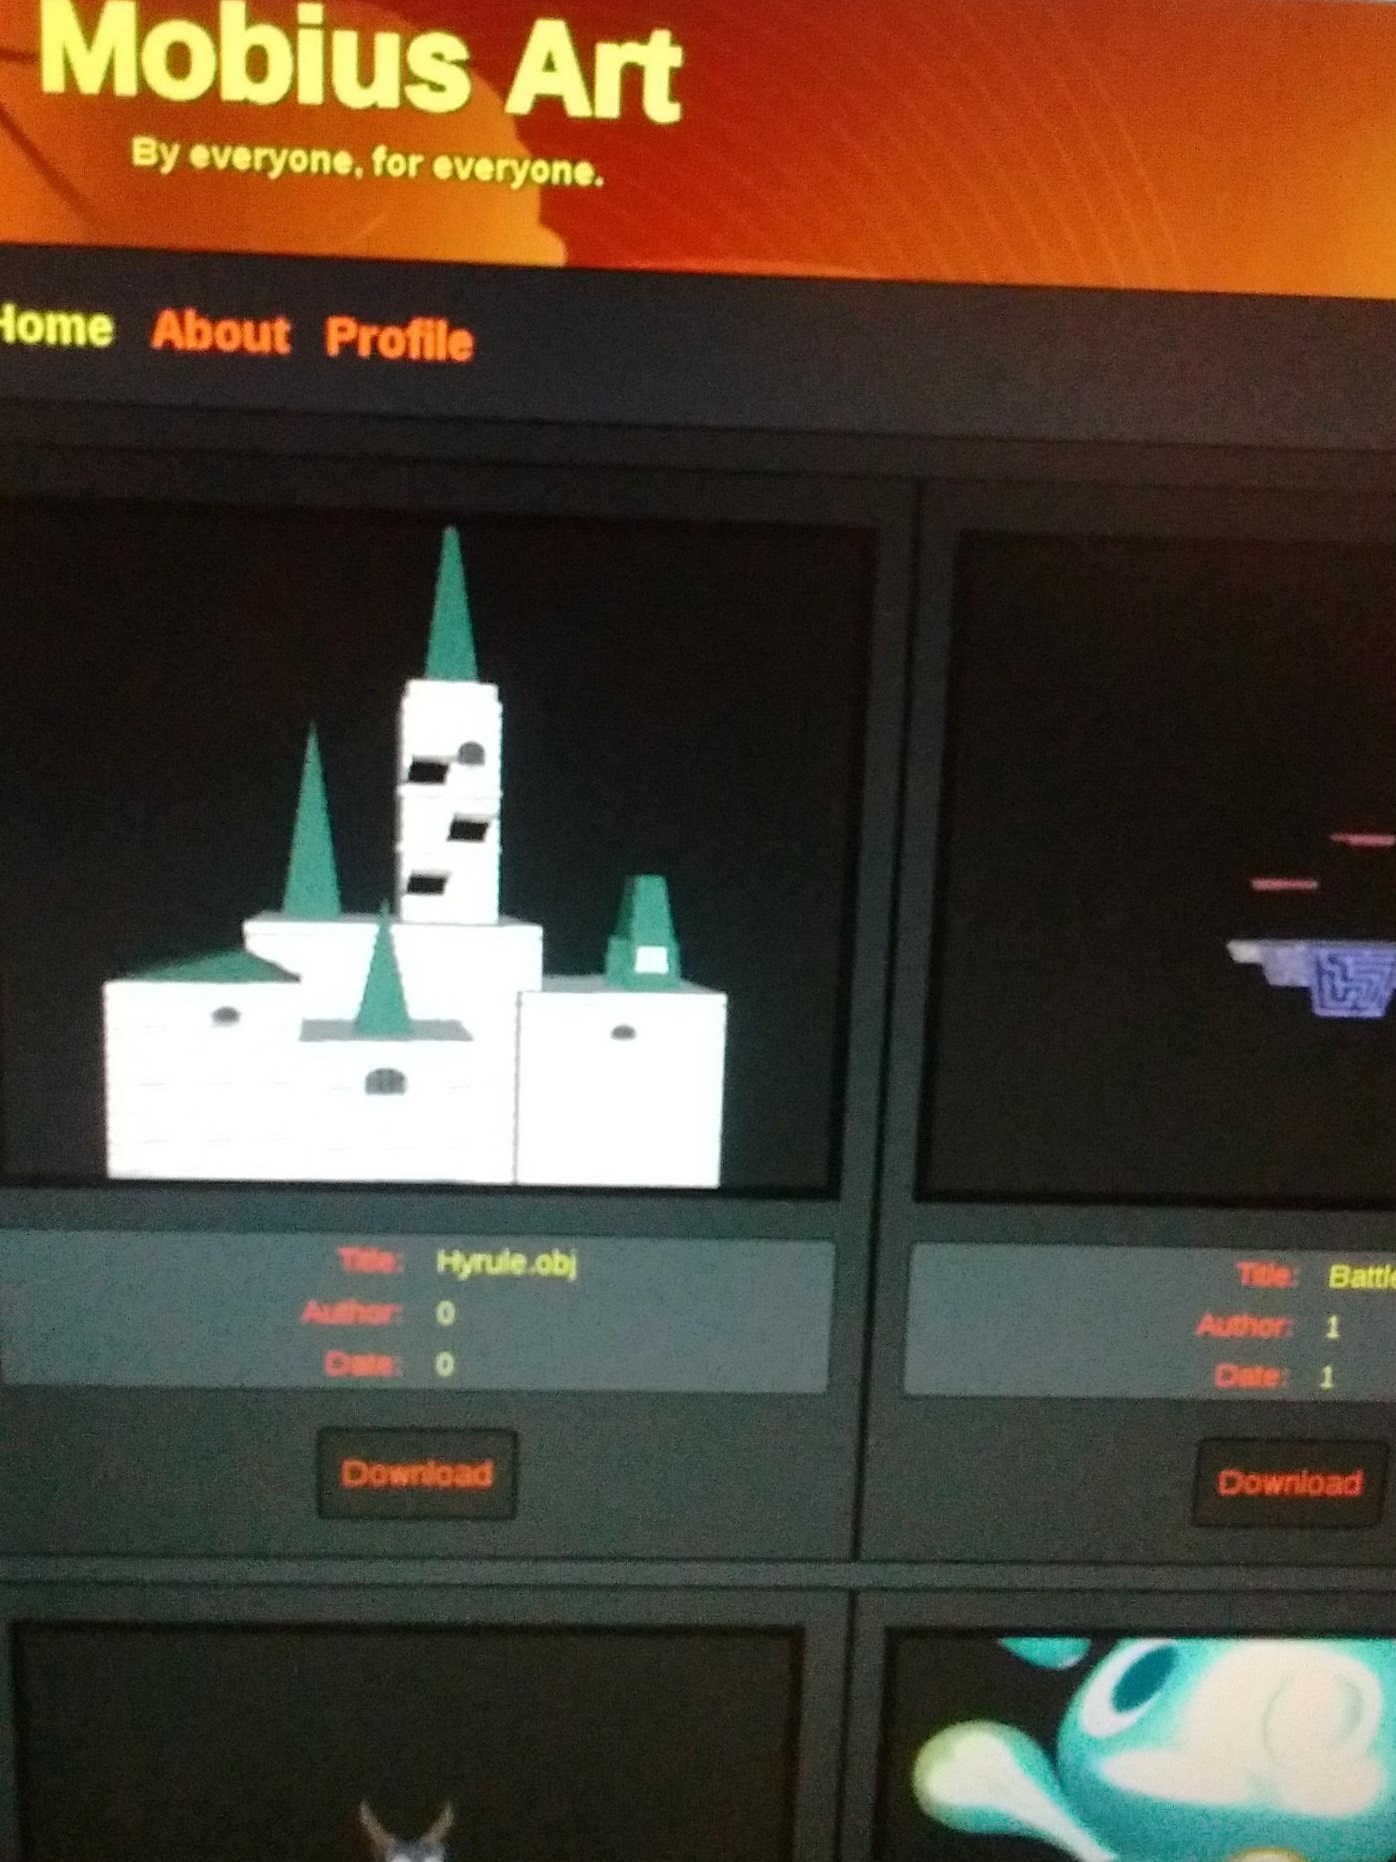 Mobius Art
By everyone, for everyone.
Home About Profile
Title: Hyrule.obj
Author: 0
Date: 0
Download
Title:
Author: 1
Date: 1
Download